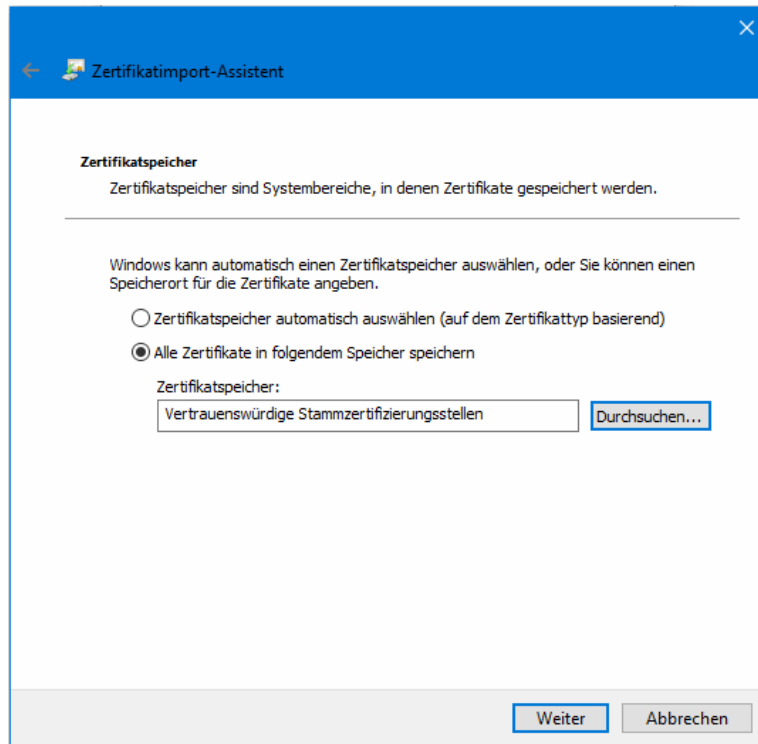 Zertifikatimport-Assistent
Zertifikatspeicher
Zertifikatspeicher sind Systembereiche, in denen Zertifikate gespeichert werden.
Windows kann automatisch einen Zertifikatspeicher auswählen, oder Sie können einen
Speicherort für die Zertifikate angeben.
Zertifikatspeicher automatisch auswählen (auf dem Zertifikattyp basierend)
Alle Zertifikate in folgendem Speicher speichern
Zertifikatspeicher:
Vertrauenswürdige Stammzertifizierungsstellen Durchsuchen...
Weiter Abbrechen